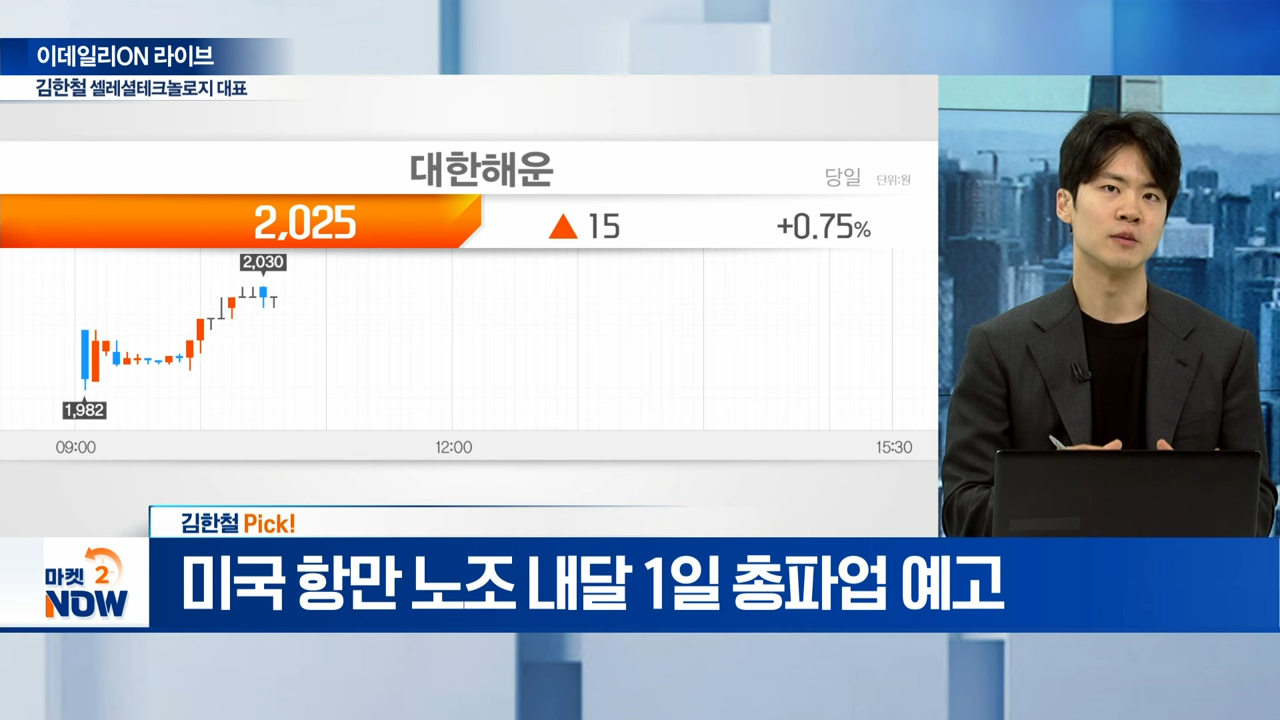 이데일리ON 라이브
김한철 셀레셜테크놀로지 대표
대한해운
당일 단위:원
2,025 ▲ 15 +0.75%
2,030
1,982
09:00 12:00 15:30
김한철 Pick!
마켓 2
NOW
미국 항만 노조 내달 1일 총파업 예고